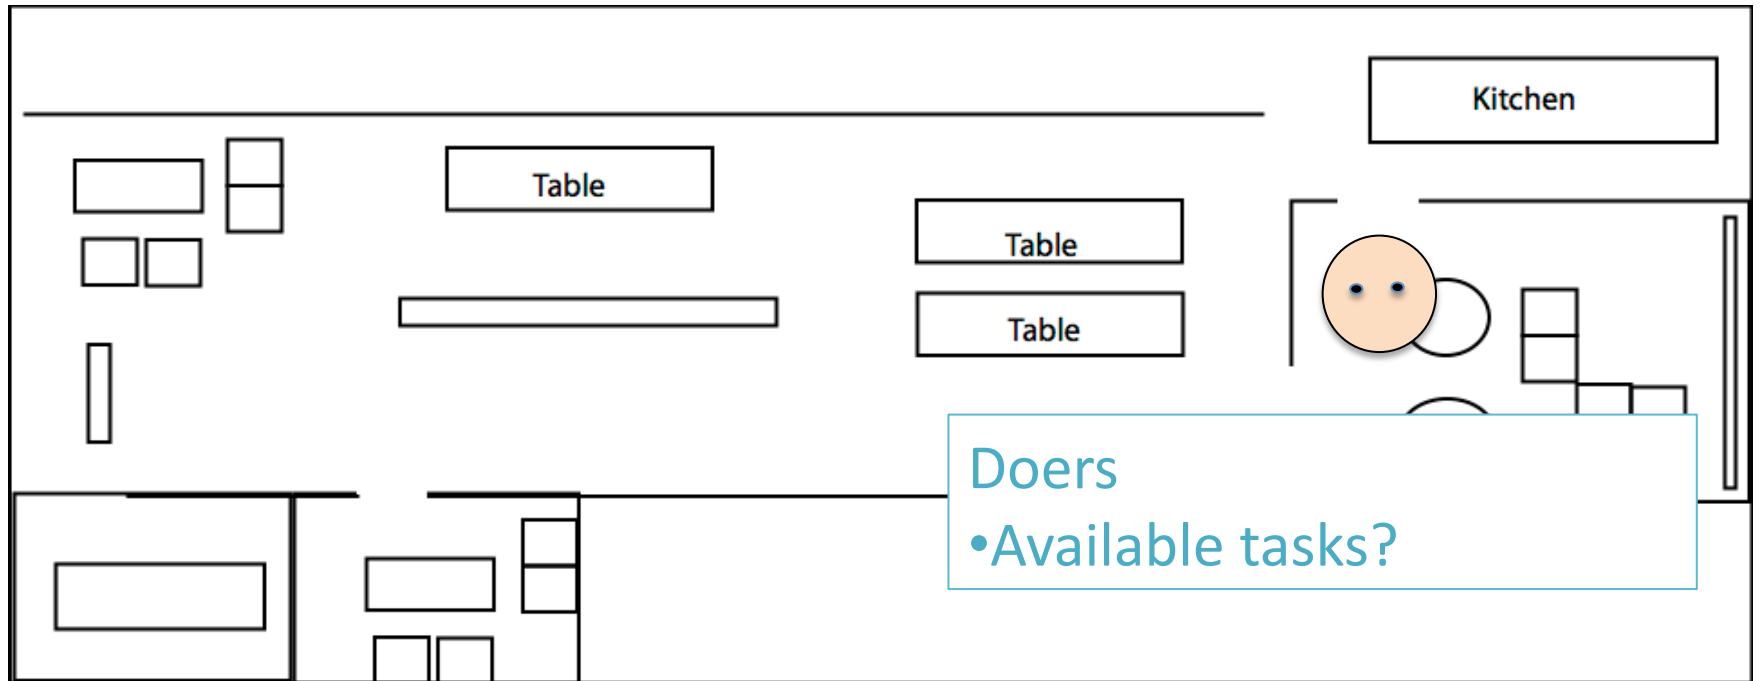 Kitchen
Table
Table
Table
Doers
•Available tasks?